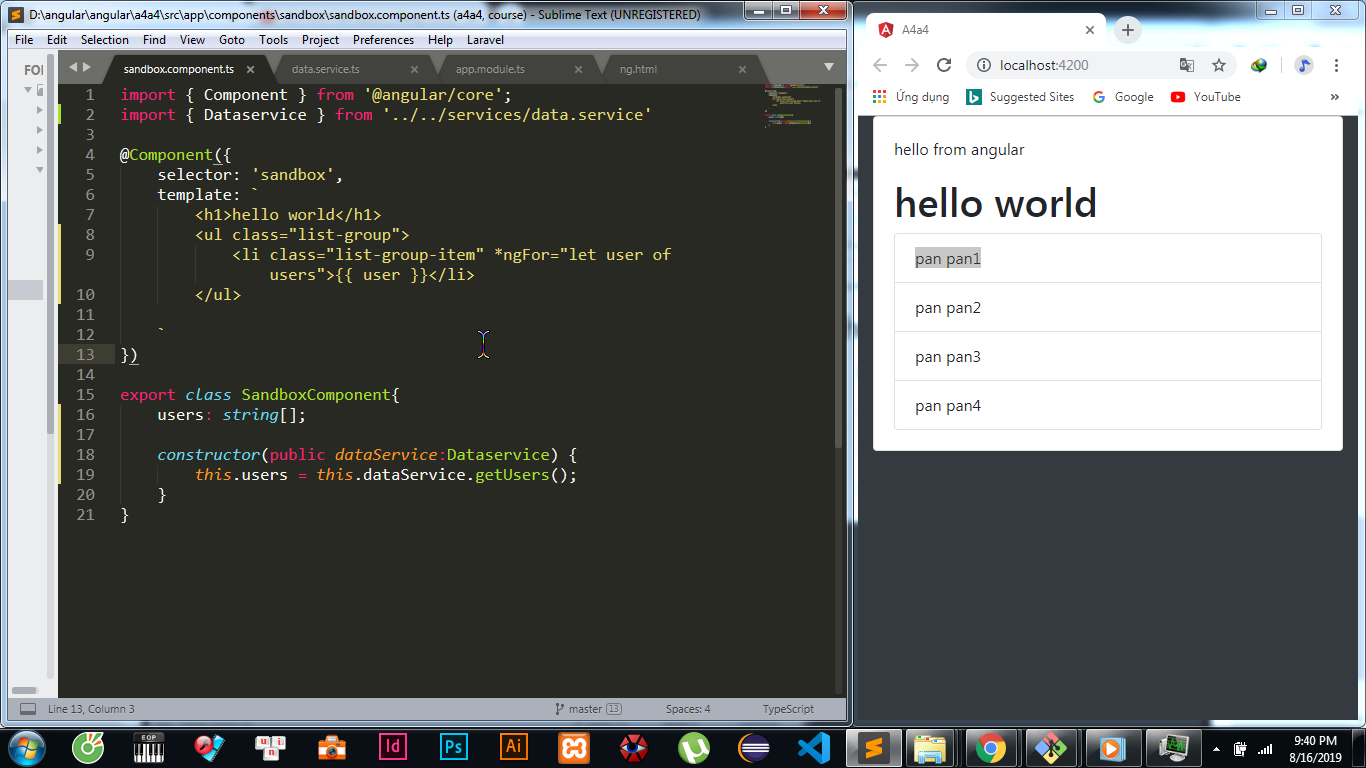 D:\angular\angular\a4a4\src\app\components\sandbox\sandbox.component.ts (a4a4, course) - Sublime Text (UNREGISTERED)
File Edit Selection Find View Goto Tools Project Preferences Help Laravel
FOI
sandbox.component.ts data.service.ts app.module.ts ng.html
1 import { Component } from '@angular/core';
2 import { Dataservice } from '../../services/data.service'
3
4 @Component({
5 selector: 'sandbox',
6 template: `
7 <h1>hello world</h1>
8 <ul class="list-group">
9 <li class="list-group-item" *ngFor="let user of
users">{{ user }}</li>
10 </ul>
11
12 `
13 })
14
15 export class SandboxComponent{
16 users: string[];
17
18 constructor(public dataService:Dataservice) {
19 this.users = this.dataService.getUsers();
20 }
21 }
Line 13, Column 3 master 13 Spaces: 4 TypeScript
A4a4
localhost:4200
Ứng dụng Suggested Sites Google YouTube »
hello from angular
hello world
pan pan1
pan pan2
pan pan3
pan pan4
EOP
Id
Ps
Ai
9:40 PM
8/16/2019